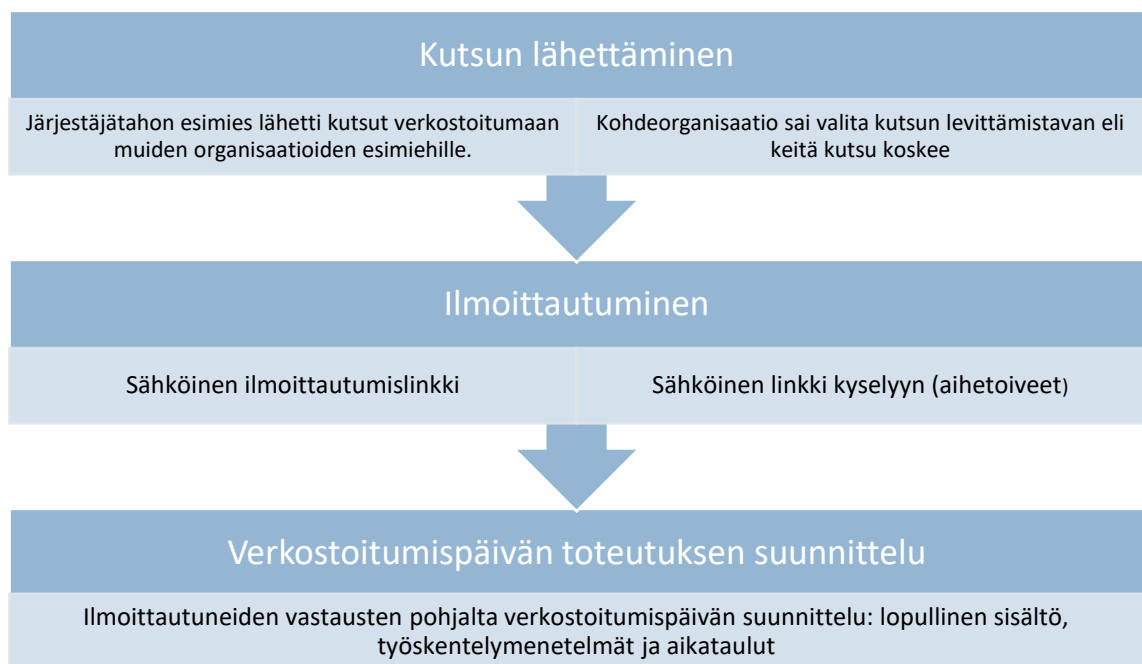 Kutsun lähettäminen
Järjestäjätahon esimies lähetti kutsut verkostoitumaan
muiden organisaatioiden esimiehille.
Kohdeorganisaatio sai valita kutsun levittämistavan eli
keitä kutsu koskee
Ilmoittautuminen
Sähköinen ilmoittautumislinkki
Sähköinen linkki kyselyyn (aihetoiveet)
Verkostoitumispäivän toteutuksen suunnittelu
Ilmoittautuneiden vastausten pohjalta verkostoitumispäivän suunnittelu: lopullinen sisältö,
työskentelymenetelmät ja aikataulut